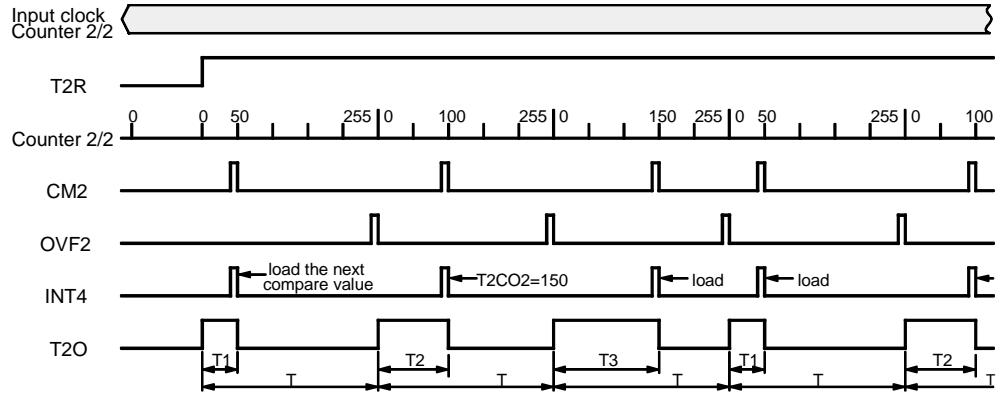 Input clock
Counter 2/2
T2R
0 0 50 255 0 100 255 0 150 255 0 50 255 0 100
Counter 2/2
CM2
OVF2
INT4
load the next
compare value
T2CO2=150
load
load
T2O
T1 T2 T3 T1 T2
T T T T T